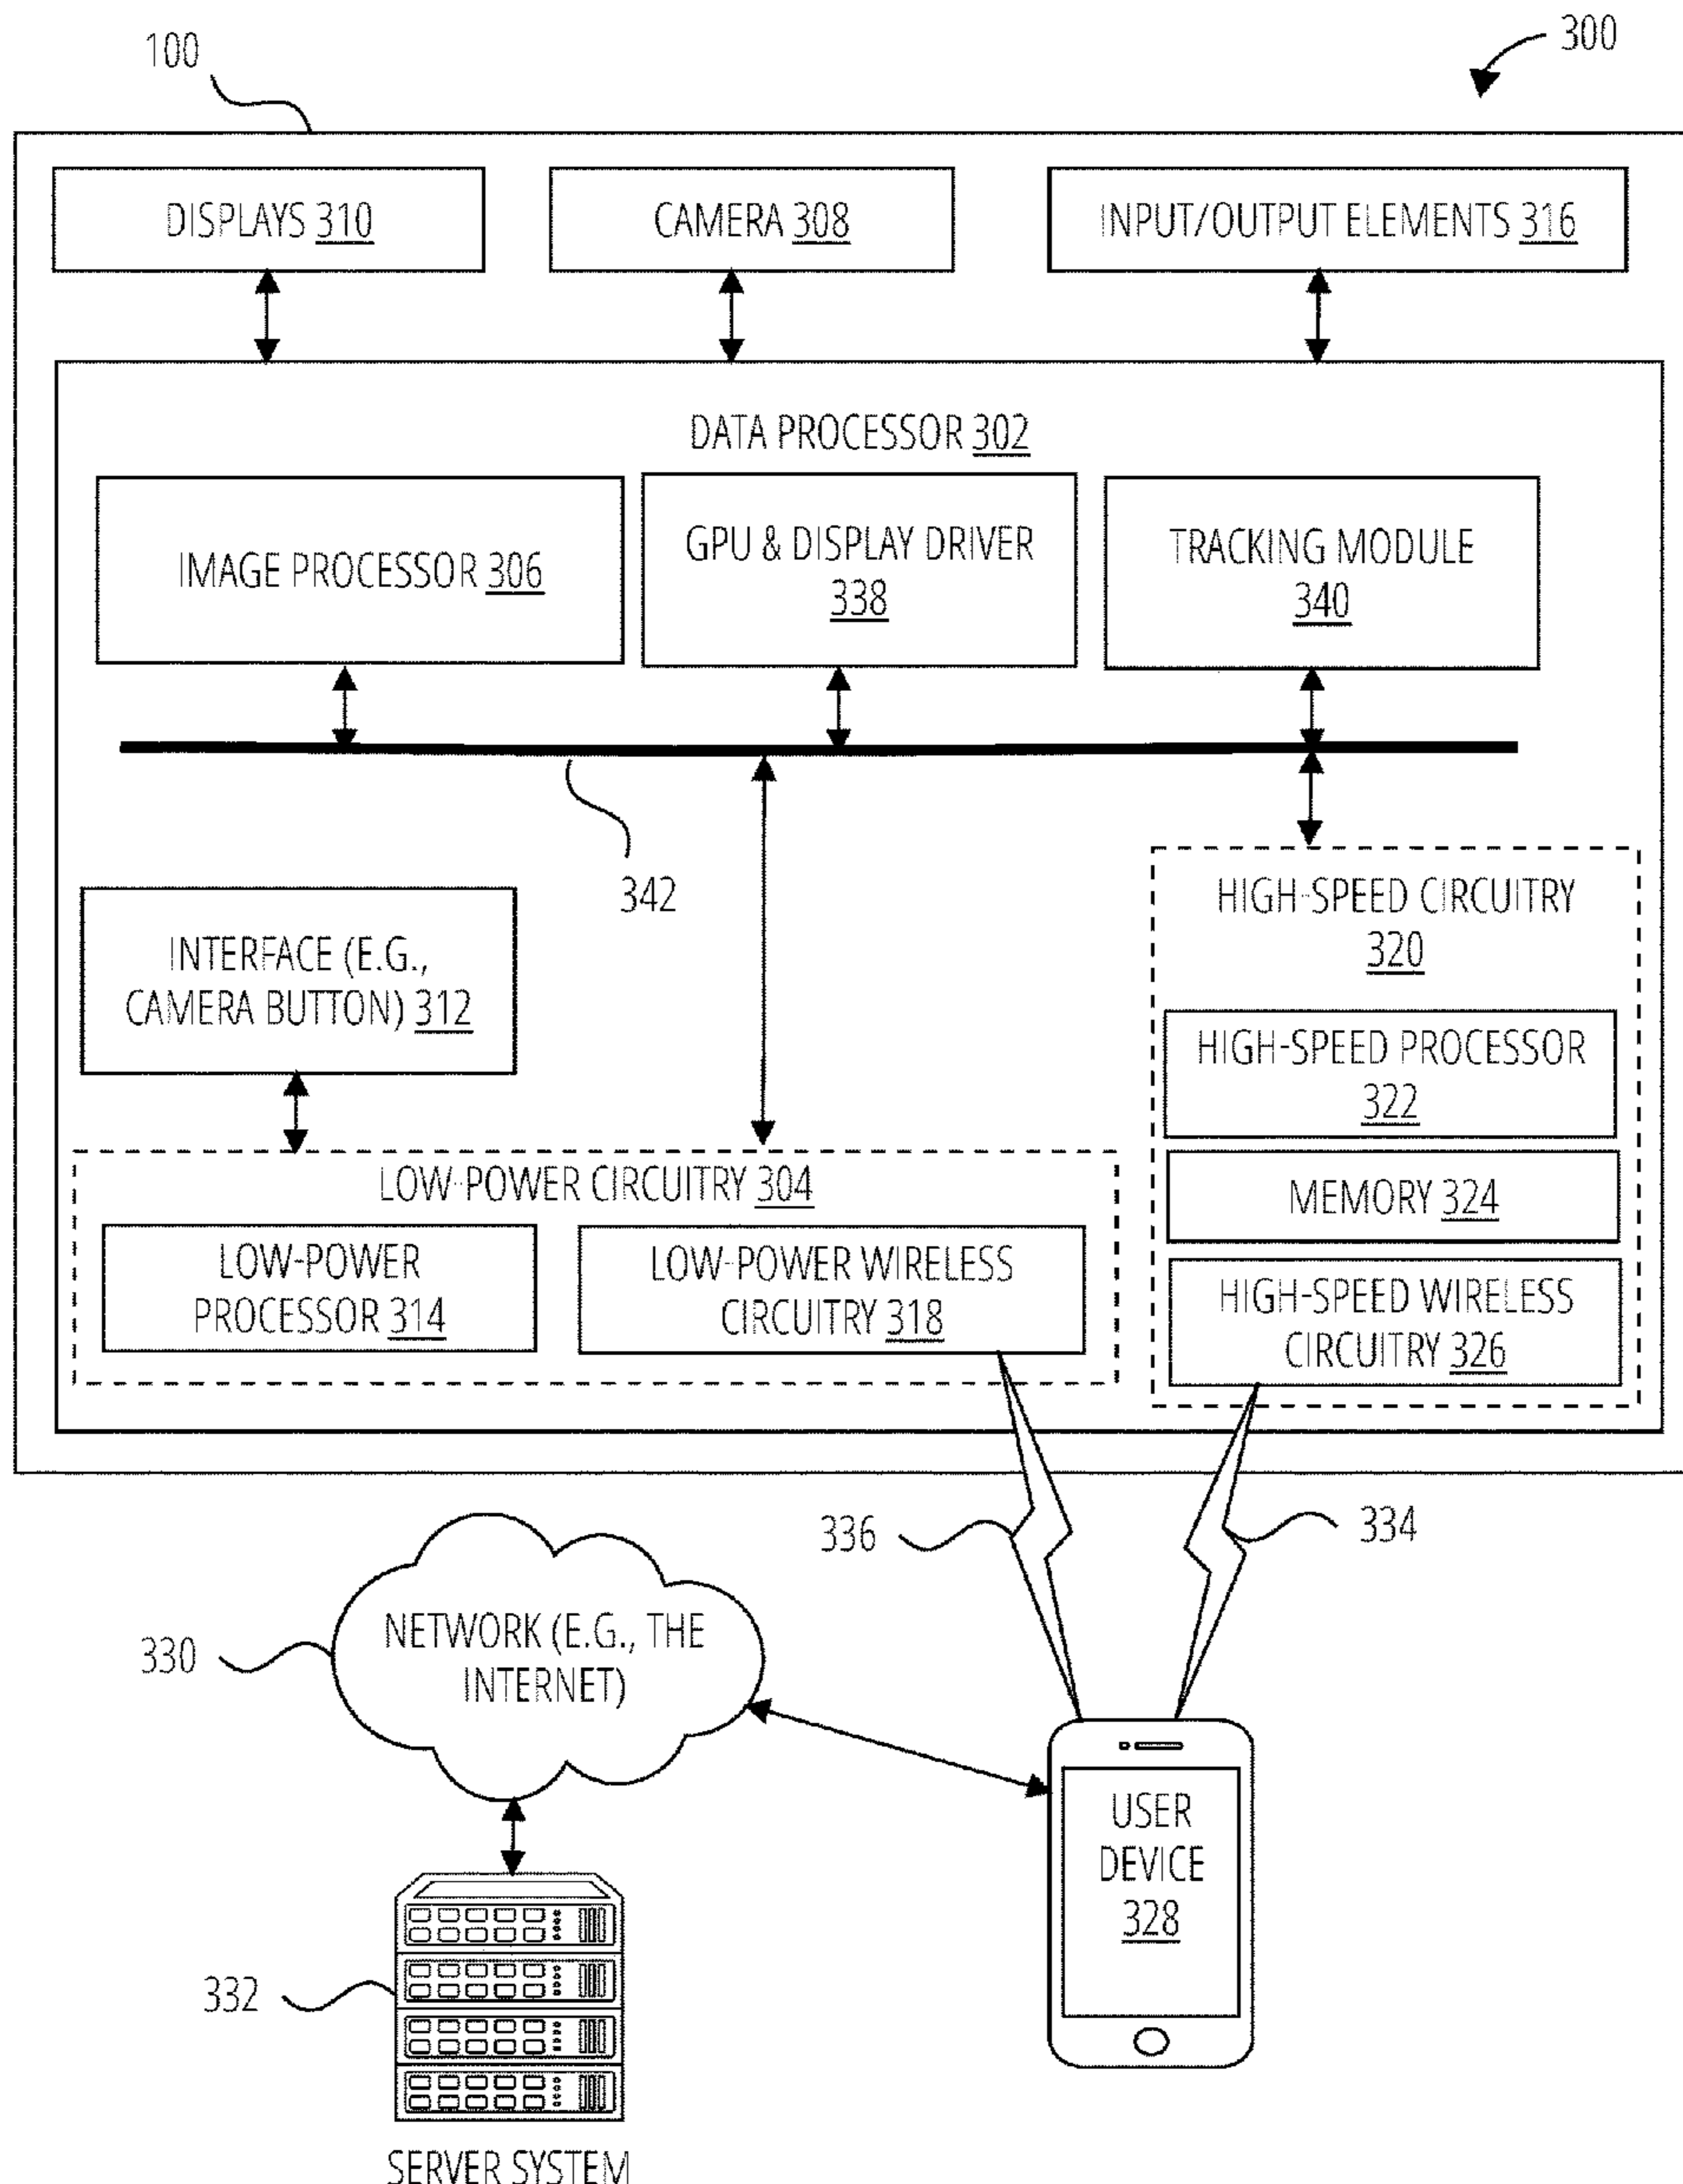 100
300
DISPLAYS 310
CAMERA 308
INPUT/OUTPUT ELEMENTS 316
DATA PROCESSOR 302
IMAGE PROCESSOR 306
GPU & DISPLAY DRIVER
338
TRACKING MODULE
340
342
INTERFACE (E.G.,
CAMERA BUTTON) 312
HIGH-SPEED CIRCUITRY
320
HIGH-SPEED PROCESSOR
322
MEMORY 324
HIGH-SPEED WIRELESS
CIRCUITRY 326
LOW-POWER CIRCUITRY 304
LOW-POWER
PROCESSOR 314
LOW-POWER WIRELESS
CIRCUITRY 318
336
334
330
NETWORK (E.G., THE
INTERNET)
USER
DEVICE
328
332
SERVER SYSTEM